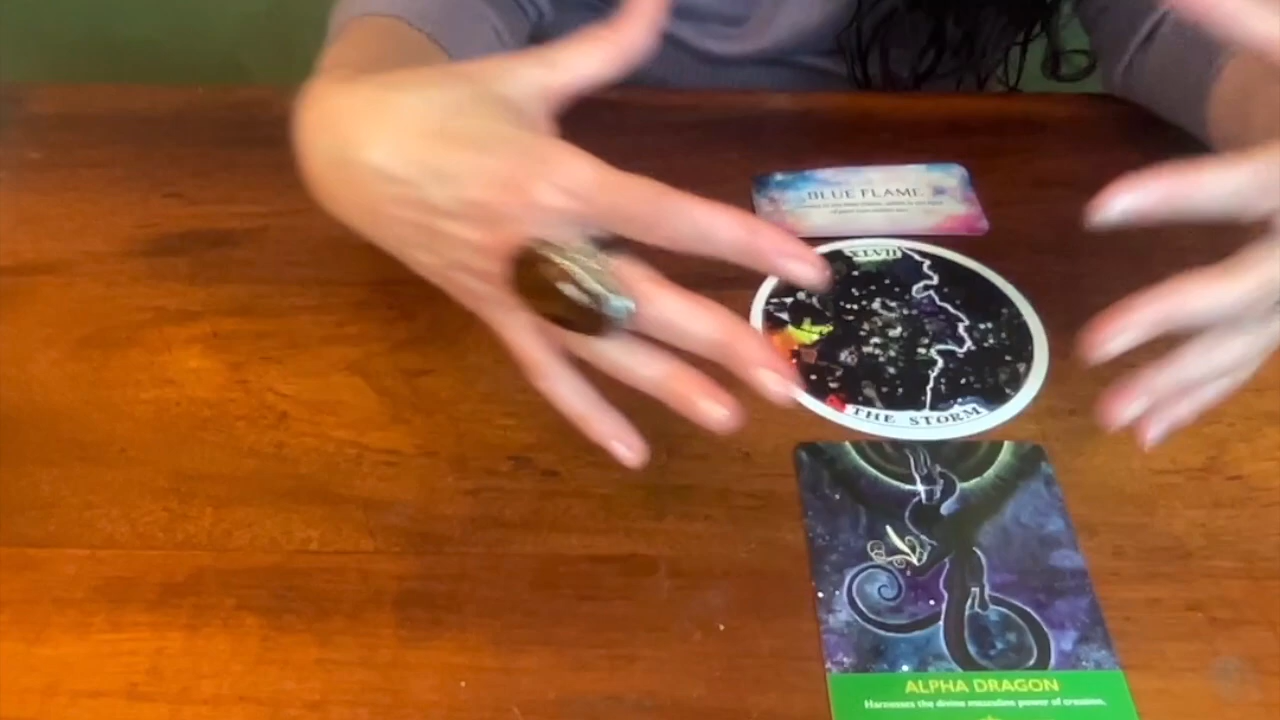 BLUE FLAME
XLVII
THE STORM
ALPHA DRAGON
Harnesses the divine masculine power of creation.